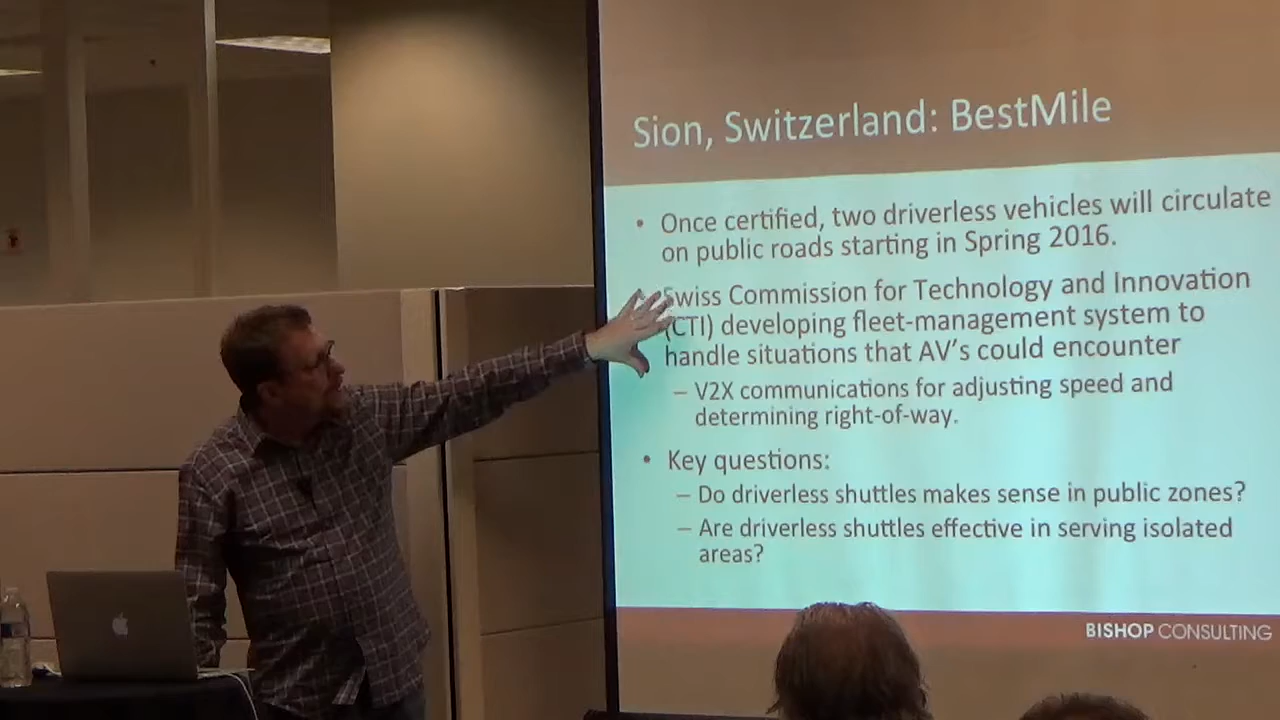 Sion, Switzerland: BestMile
• Once certified, two driverless vehicles will circulate
on public roads starting in Spring 2016.
Swiss Commission for Technology and Innovation
(CTI) developing fleet-management system to
handle situations that AV's could encounter
– V2X communications for adjusting speed and
determining right-of-way.
• Key questions:
– Do driverless shuttles makes sense in public zones?
– Are driverless shuttles effective in serving isolated
areas?
BISHOP CONSULTING